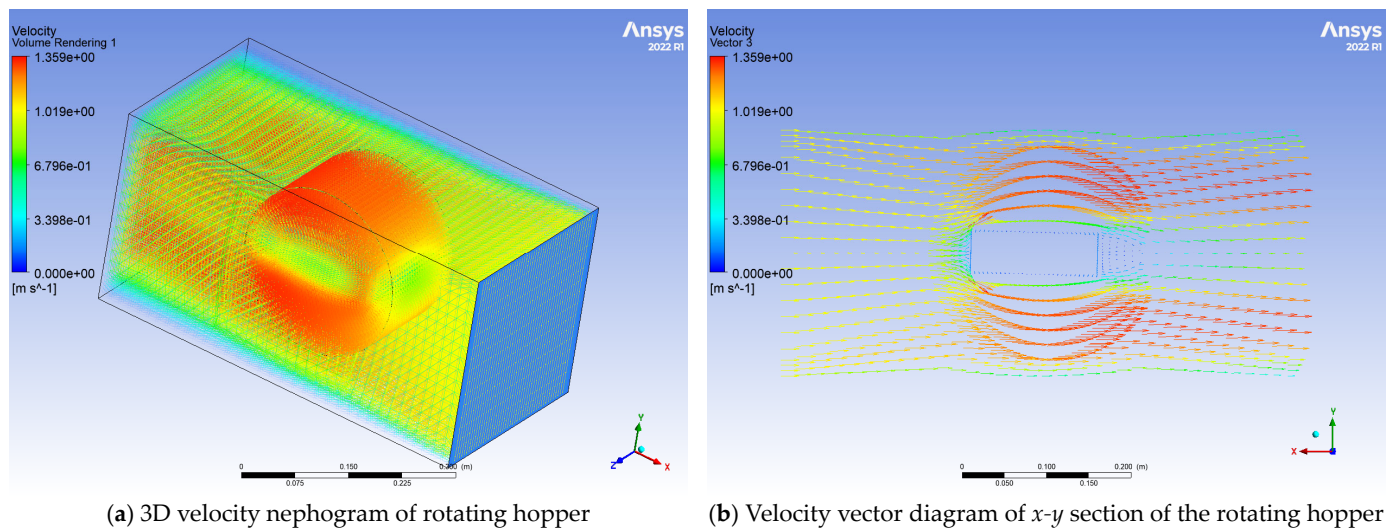 Velocity
Volume Rendering 1
1.359e+00
1.019e+00
6.796e-01
3.398e-01
0.000e+00
[m s^-1]
Ansys
2022 R1
Y
Z
X
0
0.150
0.300 (m)
0.075
0.225
(a) 3D velocity nephogram of rotating hopper
Velocity
Vector 3
1.359e+00
1.019e+00
6.796e-01
3.398e-01
0.000e+00
[m s^-1]
Ansys
2022 R1
Y
X
0
0.100
0.200 (m)
0.050
0.150
(b) Velocity vector diagram of x-y section of the rotating hopper